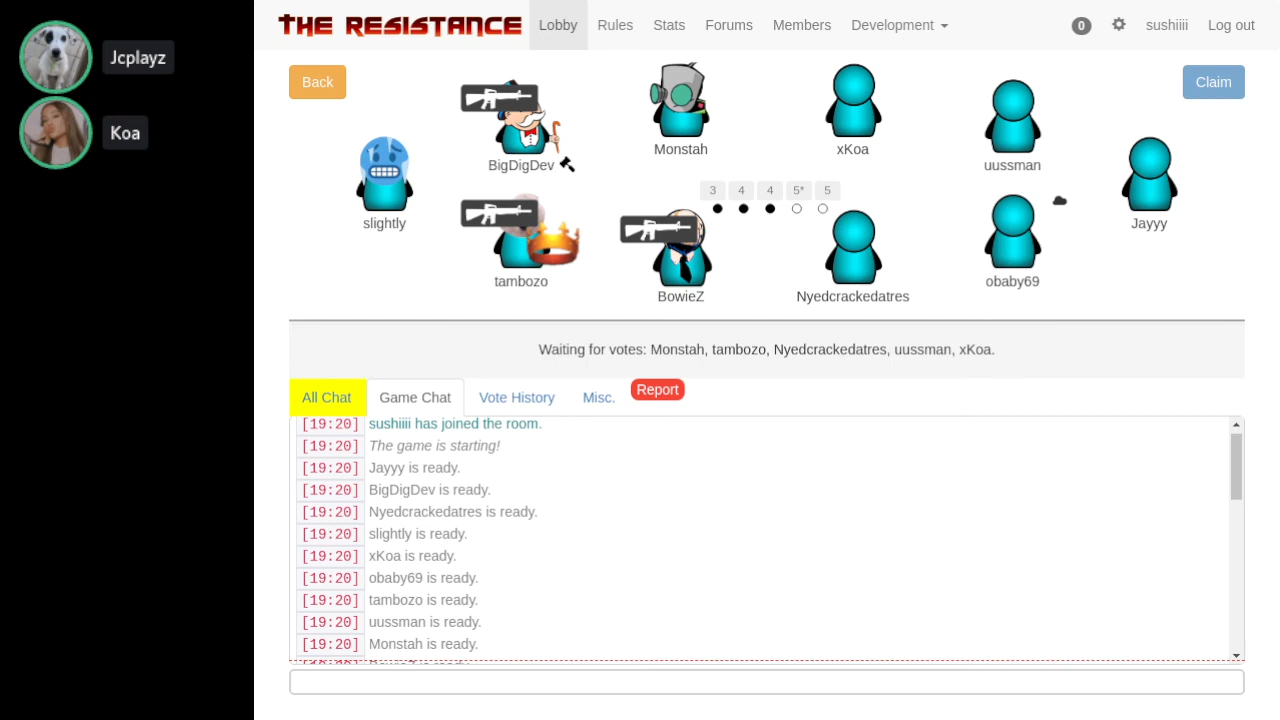 Jcplayz
Koa
THE RESISTANCE Lobby Rules Stats Forums Members Development 0 sushiiii Log out
Back
Claim
BigDigDev
Monstah
xKoa
uussman
slightly
Jayyy
3 4 4 5* 5
tambozo
BowieZ
Nyedcrackedatres
obaby69
Waiting for votes: Monstah, tambozo, Nyedcrackedatres, uussman, xKoa.
All Chat Game Chat Vote History Misc. Report
[19:20] sushiiii has joined the room.
[19:20] The game is starting!
[19:20] Jayyy is ready.
[19:20] BigDigDev is ready.
[19:20] Nyedcrackedatres is ready.
[19:20] slightly is ready.
[19:20] xKoa is ready.
[19:20] obaby69 is ready.
[19:20] tambozo is ready.
[19:20] uussman is ready.
[19:20] Monstah is ready.
[19:20] BowieZ is ready.